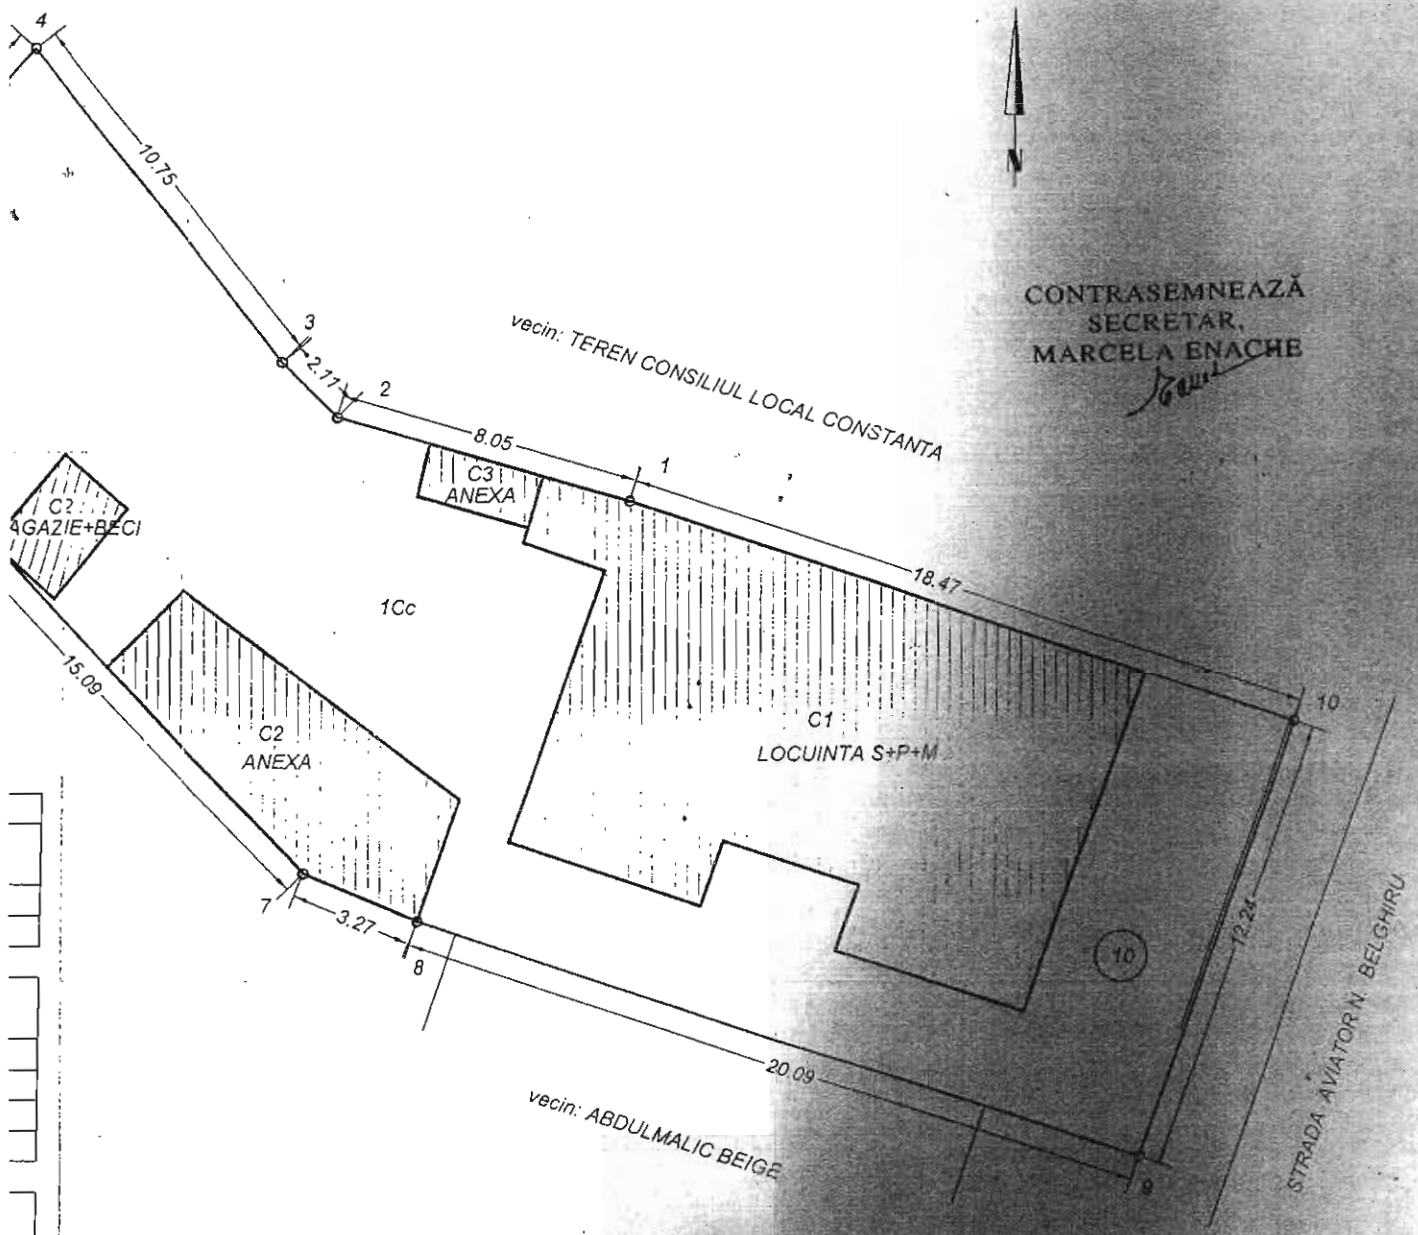 4
N
10.75
CONTRASEMNEAZĂ
SECRETAR,
MARCELA ENACHE
3
vecin: TEREN CONSILIUL LOCAL CONSTANTA
2.11
2
8.05
1
C3
ANEXA
C2
AGAZIE+BECI
18.47
1Cc
15.09
10
C2
ANEXA
C1
LOCUINTA S+P+M
7
3.27
8
12.24
10
STRADA AVIATOR N. BELGHIRU
20.09
vecin: ABDULMALIC BEIGE
9